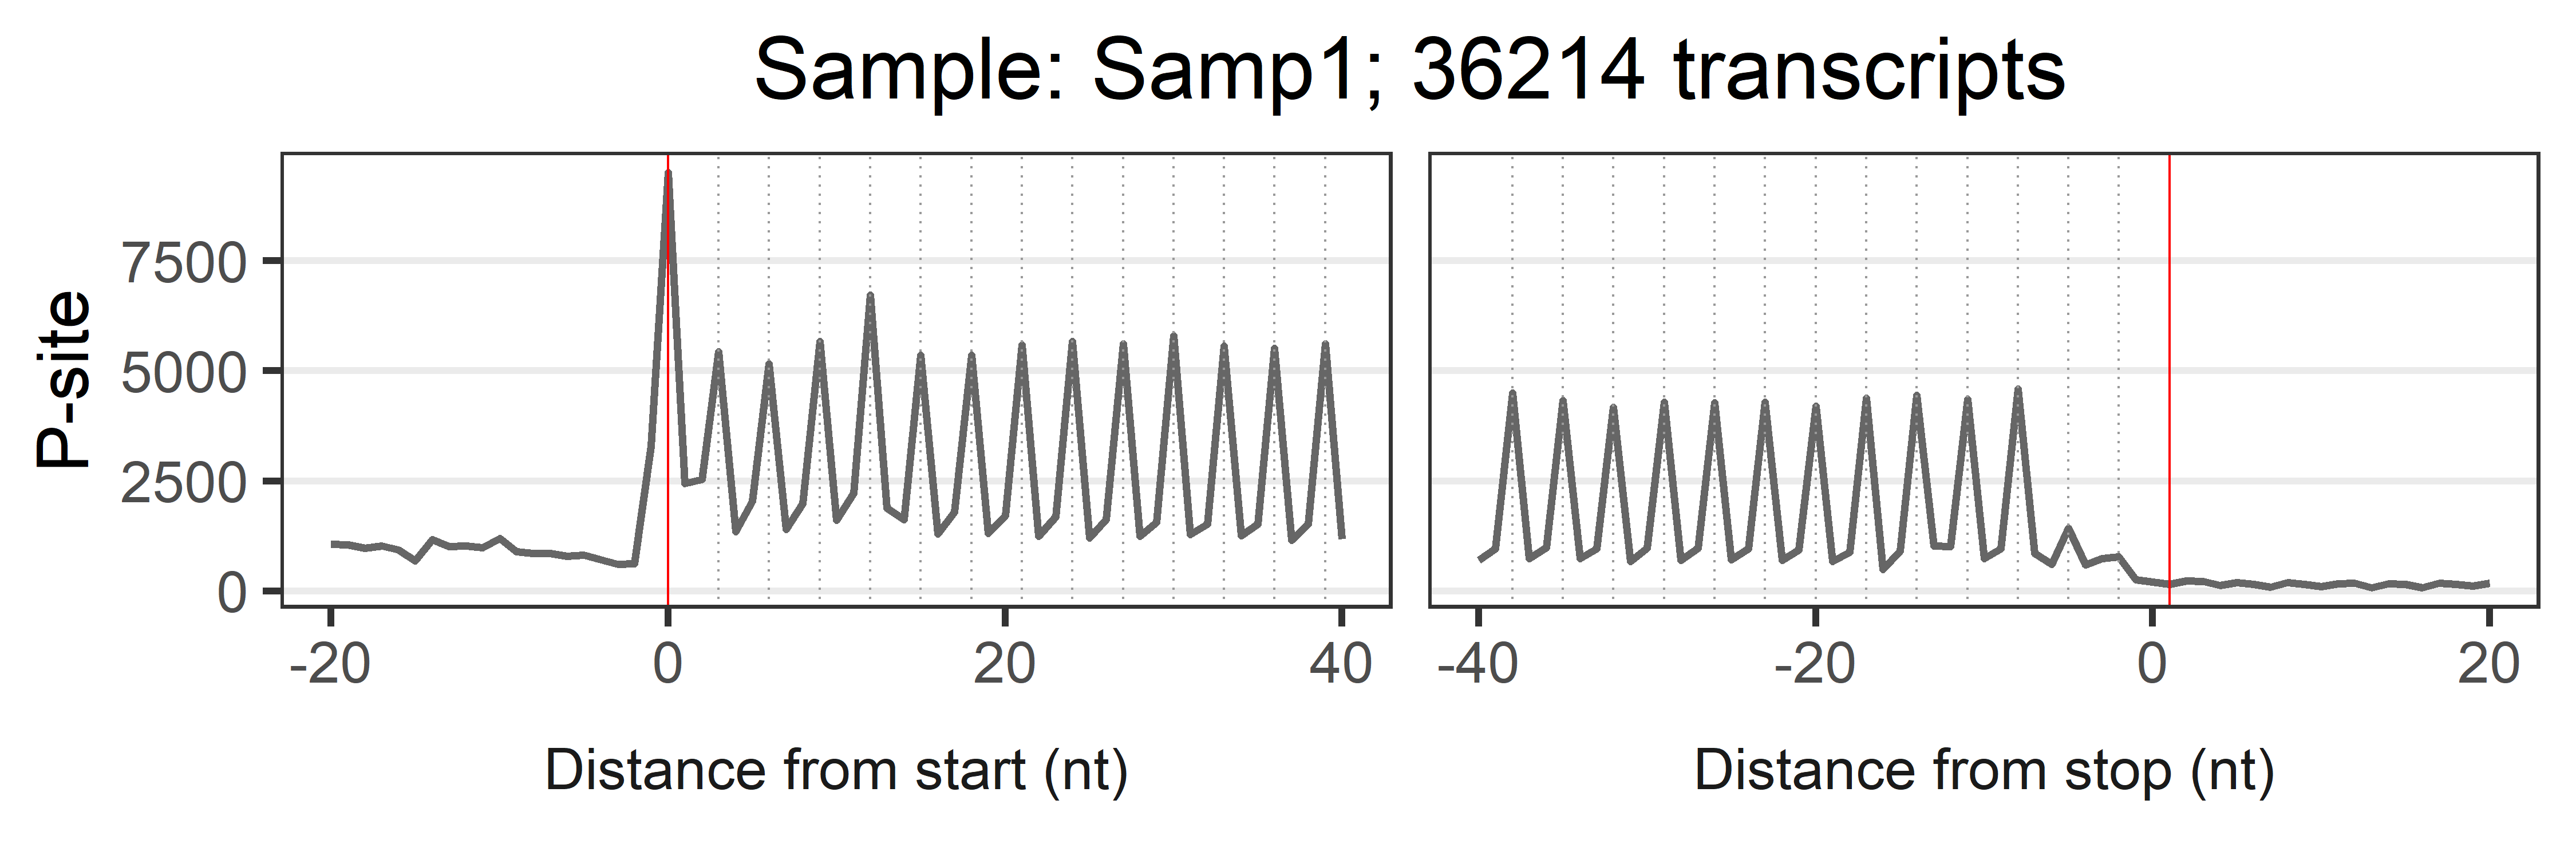 Sample: Samp1; 36214 transcripts
P-site
7500
5000
2500
0
-20 0 20 40
-40 -20 0 20
Distance from start (nt)
Distance from stop (nt)